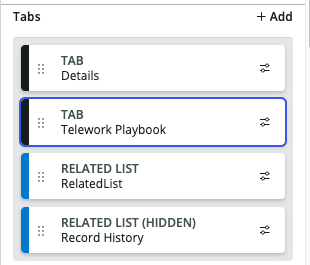 Tabs
+ Add
TAB
Details
TAB
Telework Playbook
RELATED LIST
RelatedList
RELATED LIST (HIDDEN)
Record History